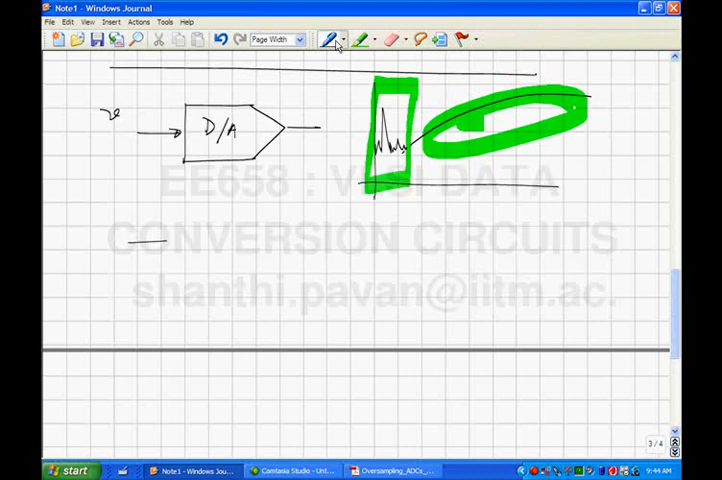 Note1 - Windows Journal
File Edit View Insert Actions Tools Help
Page Width
v D/A
EE658 : VLSI DATA
CONVERSION CIRCUITS
shanthi.pavan@iitm.ac.
3 / 4
start Note1 - Windows Jou... Camtasia Studio - Unt... Oversampling_ADCs_... 9:44 AM